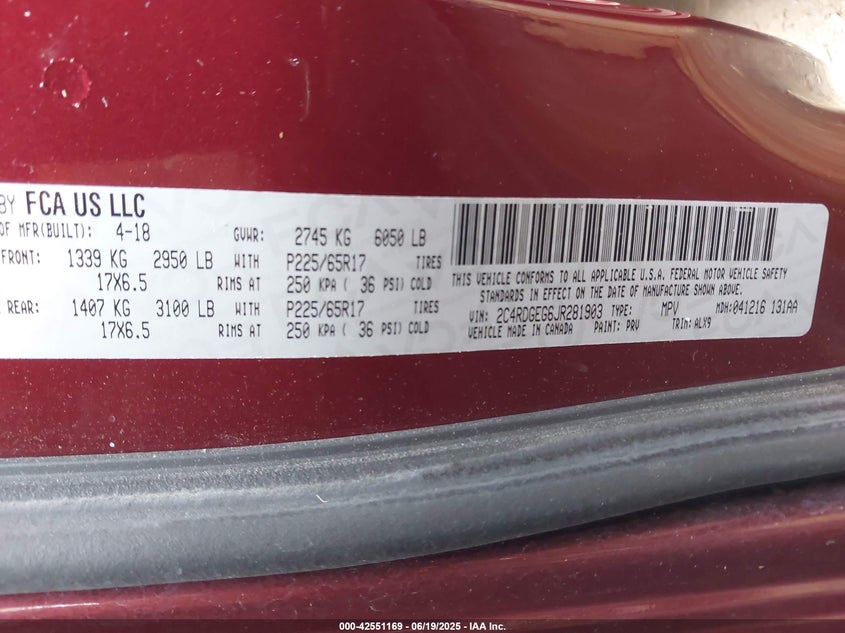 BY FCA US LLC
OF MFR(BUILT): 4-18 GVWR: 2745 KG 6050 LB
FRONT: 1339 KG 2950 LB WITH P225/65R17 TIRES
17X6.5 RIMS AT 250 KPA ( 36 PSI) COLD
REAR: 1407 KG 3100 LB WITH P225/65R17 TIRES
17X6.5 RIMS AT 250 KPA ( 36 PSI) COLD
THIS VEHICLE CONFORMS TO ALL APPLICABLE U.S.A. FEDERAL MOTOR VEHICLE SAFETY
STANDARDS IN EFFECT ON THE DATE OF MANUFACTURE SHOWN ABOVE.
VIN: 2C4RDGEG6JR281903 TYPE: MPV MDH:041216 131AA
VEHICLE MADE IN CANADA PAINT: PRV TRIM: ALX9
000-42551169 - 06/19/2025 - IAA Inc.